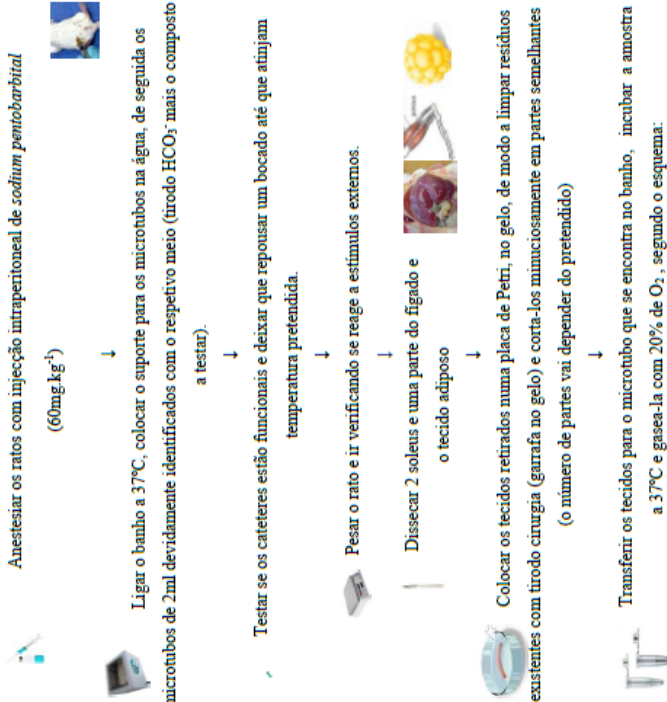 Anestesiar os ratos com injecção intraperitoneal de sodium pentobarbital
(60mg.kg⁻¹)
↓
Ligar o banho a 37ºC, colocar o suporte para os microtubos na água, de seguida os
microtubos de 2ml devidamente identificados com o respetivo meio (tirodo HCO₃⁻ mais o composto
a testar).
↓
Testar se os cateteres estão funcionais e deixar que repousar um bocado até que atinjam
temperatura pretendida.
↓
Pesar o rato e ir verificando se reage a estímulos externos.
↓
Dissecar 2 soleus e uma parte do fígado e
o tecido adiposo
↓
Colocar os tecidos retirados numa placa de Petri, no gelo, de modo a limpar resíduos
existentes com tirodo cirurgia (garrafa no gelo) e corta-los minuciosamente em partes semelhantes
(o número de partes vai depender do pretendido)
↓
Transferir os tecidos para o microtubo que se encontra no banho, incubar a amostra
a 37ºC e gasea-la com 20% de O₂ , segundo o esquema: